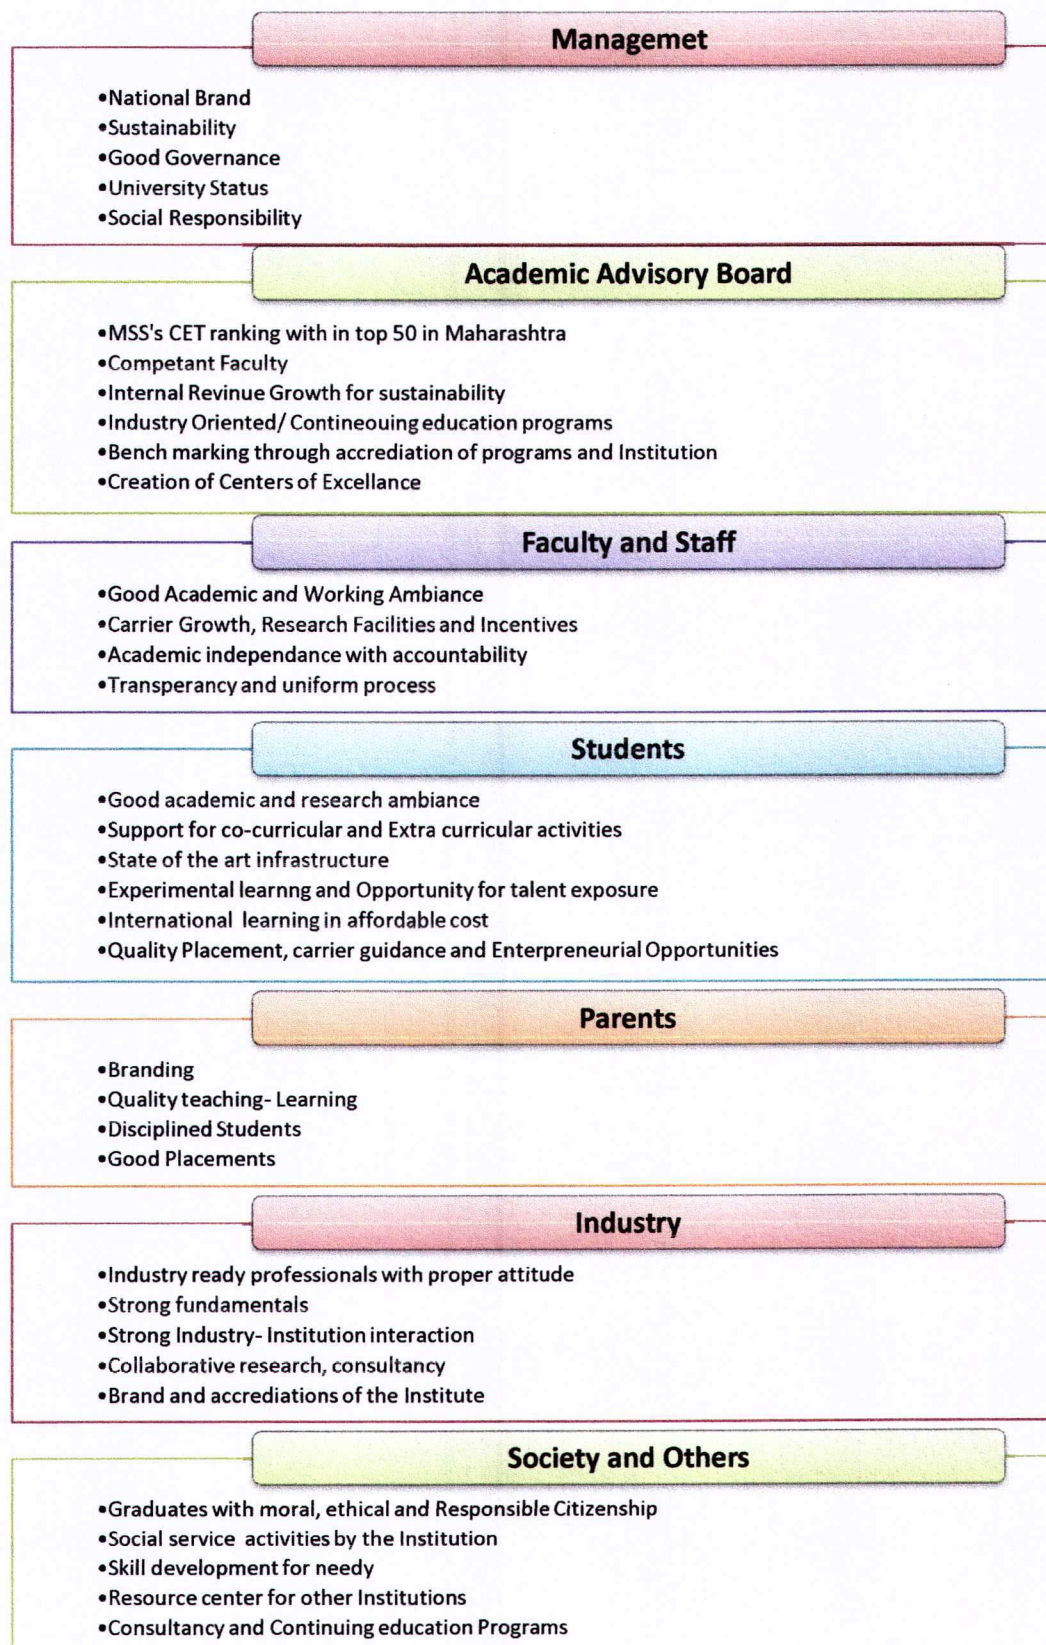 Managemet
•National Brand
•Sustainability
•Good Governance
•University Status
•Social Responsibility
Academic Advisory Board
•MSS's CET ranking with in top 50 in Maharashtra
•Competant Faculty
•Internal Revinue Growth for sustainability
•Industry Oriented/ Contineouing education programs
•Bench marking through accrediation of programs and Institution
•Creation of Centers of Excellance
Faculty and Staff
•Good Academic and Working Ambiance
•Carrier Growth, Research Facilities and Incentives
•Academic independance with accountability
•Transperancy and uniform process
Students
•Good academic and research ambiance
•Support for co-curricular and Extra curricular activities
•State of the art infrastructure
•Experimental learnng and Opportunity for talent exposure
•International learning in affordable cost
•Quality Placement, carrier guidance and Enterpreneurial Opportunities
Parents
•Branding
•Quality teaching- Learning
•Disciplined Students
•Good Placements
Industry
•Industry ready professionals with proper attitude
•Strong fundamentals
•Strong Industry- Institution interaction
•Collaborative research, consultancy
•Brand and accrediations of the Institute
Society and Others
•Graduates with moral, ethical and Responsible Citizenship
•Social service activities by the Institution
•Skill development for needy
•Resource center for other Institutions
•Consultancy and Continuing education Programs